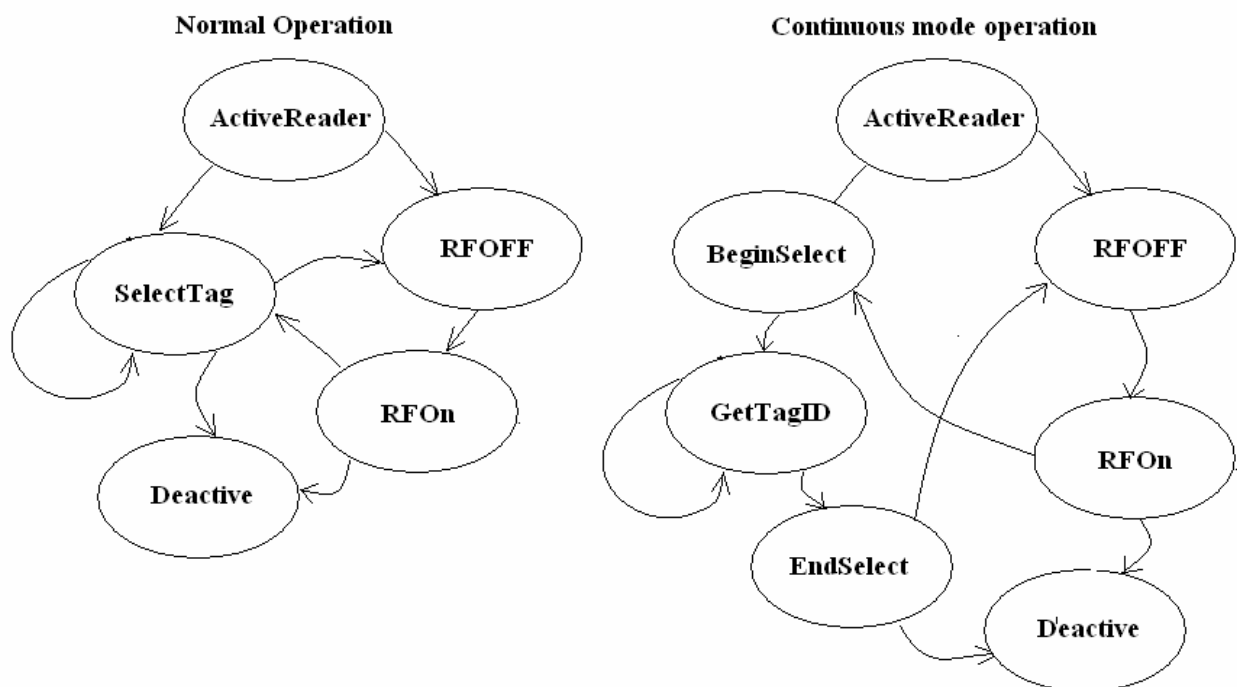 Normal Operation
ActiveReader
RFOFF
SelectTag
RFOn
Deactive
Continuous mode operation
ActiveReader
BeginSelect
RFOFF
GetTagID
RFOn
EndSelect
Deactive